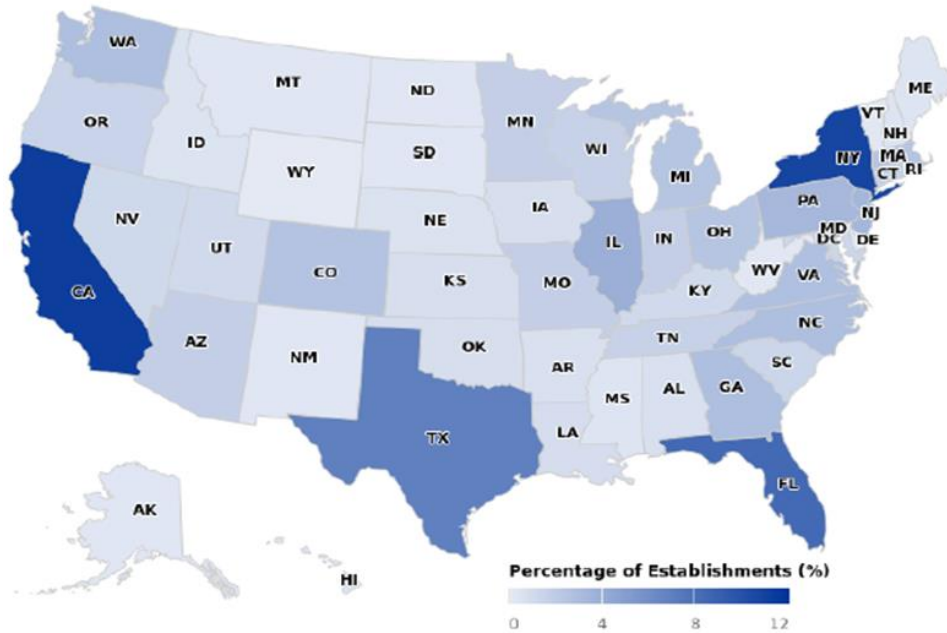 WA
MT
ND
ME
OR
MN
VT
ID
NH
SD
WI
NY
MA
WY
CT
RI
MI
IA
PA
NE
NJ
NV
IL
IN
OH
MD
DE
UT
DC
CO
WV
VA
KS
MO
KY
NC
CA
TN
AZ
OK
NM
AR
SC
MS
AL
GA
TX
LA
FL
AK
HI
Percentage of Establishments (%)
0 4 8 12